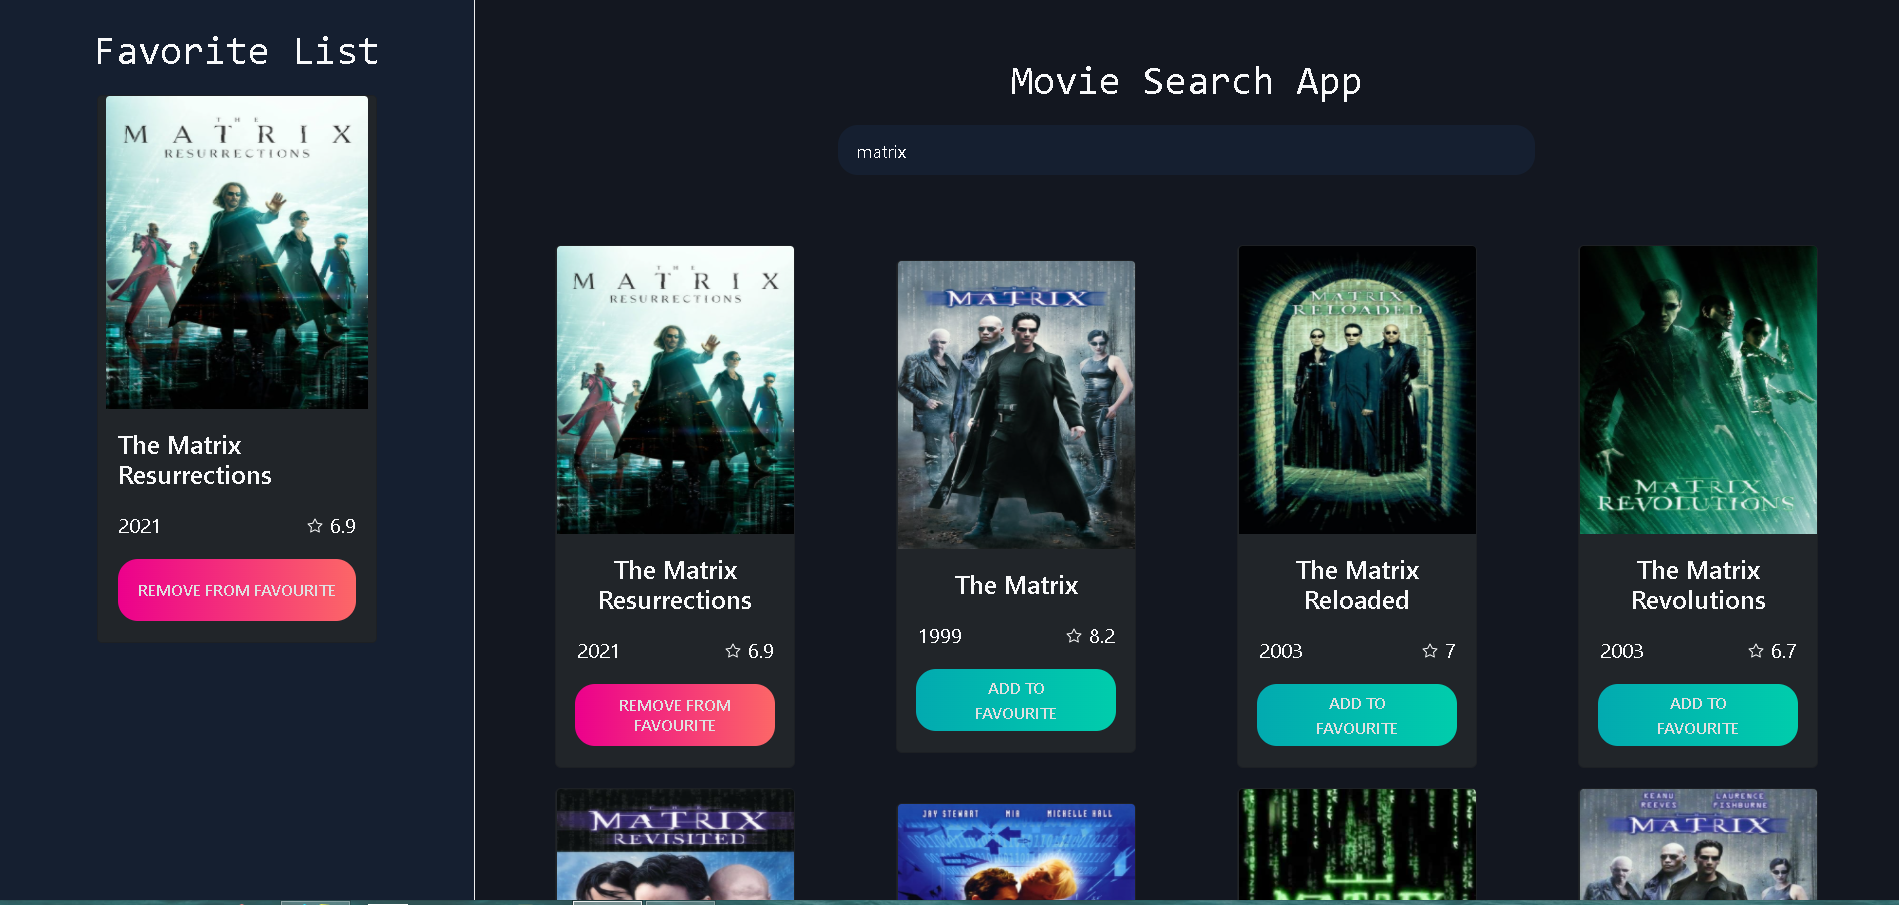 Favorite List
THE
MATRIX
RESURRECTIONS
The Matrix
Resurrections
2021
6.9
REMOVE FROM FAVOURITE
Movie Search App
matrix
THE
MATRIX
RESURRECTIONS
The Matrix
Resurrections
2021
6.9
REMOVE FROM
FAVOURITE
MATRIX
The Matrix
1999
8.2
ADD TO
FAVOURITE
MATRIX
RELOADED
The Matrix
Reloaded
2003
7
ADD TO
FAVOURITE
MATRIX
REVOLUTIONS
The Matrix
Revolutions
2003
6.7
ADD TO
FAVOURITE
THE
MATRIX
REVISITED
JAY STEWART MIA MICHELLE HALL
KEANU REEVES LAURENCE FISHBURNE
MATRIX